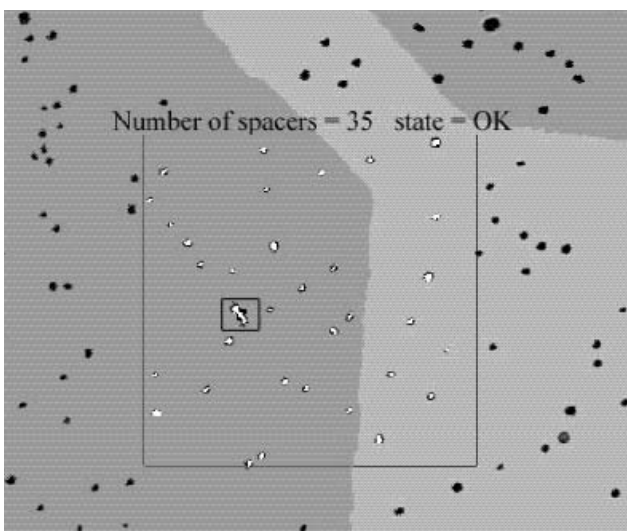 Number of spacers = 35 state = OK